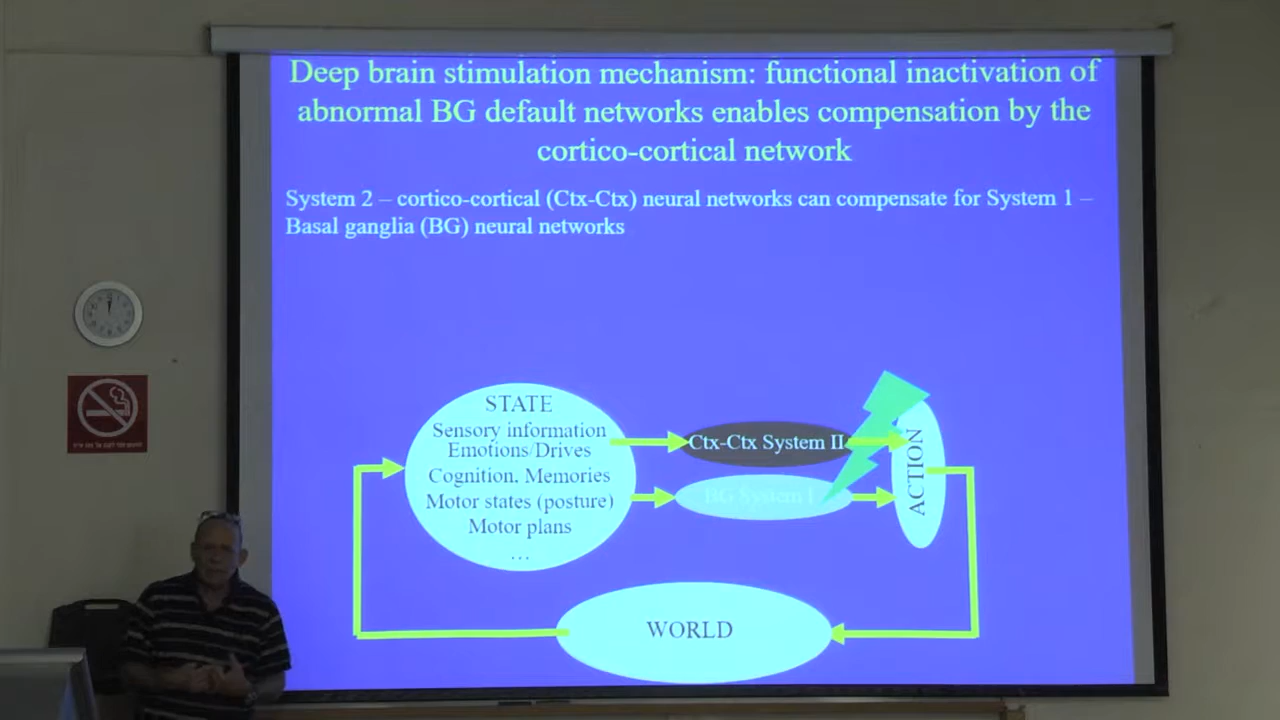 Deep brain stimulation mechanism: functional inactivation of
abnormal BG default networks enables compensation by the
cortico-cortical network
System 2 – cortico-cortical (Ctx-Ctx) neural networks can compensate for System 1 –
Basal ganglia (BG) neural networks
STATE
Sensory information
Emotions/Drives
Cognition, Memories
Motor states (posture)
Motor plans
…
Ctx-Ctx System II
BG System I
ACTION
WORLD